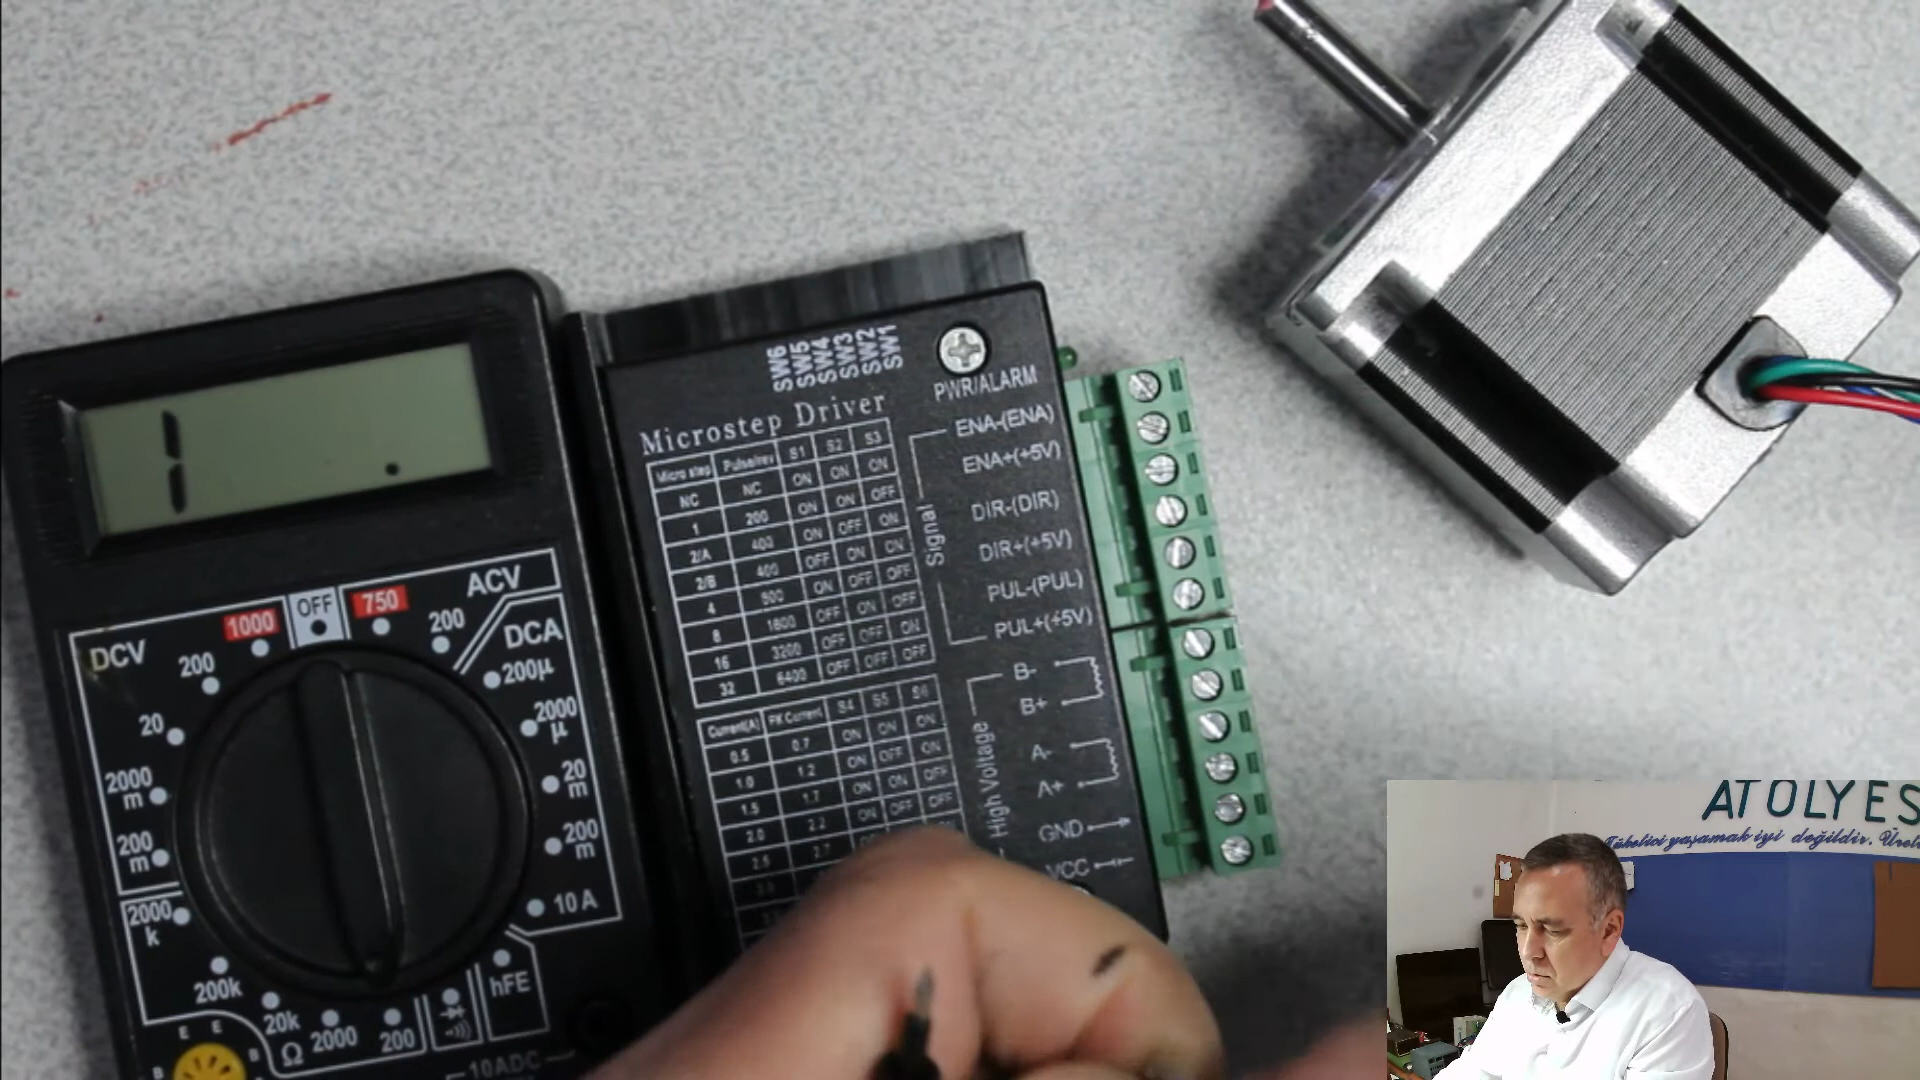 SW6
SW5
SW4
SW3
SW2
SW1
PWR/ALARM
Microstep Driver
Micro step Pulse/rev S1 S2 S3
NC NC ON ON ON
1 200 ON ON OFF
2/A 400 ON OFF ON
2/B 400 OFF ON ON
4 800 ON OFF OFF
8 1600 OFF ON OFF
16 3200 OFF OFF ON
32 6400 OFF OFF OFF
Current(A) PK Current S4 S5 S6
0.5 0.7 ON ON ON
1.0 1.2 ON OFF ON
1.5 1.7 ON ON OFF
2.0 2.2 ON OFF OFF
2.5 2.7
Signal
ENA-(ENA)
ENA+(+5V)
DIR-(DIR)
DIR+(+5V)
PUL-(PUL)
PUL+(+5V)
High Voltage
B-
B+
A-
A+
GND
VCC
1 .
OFF
ACV
750
200
1000
DCV
200
20
2000
m
200
m
2000
k
200k
20k
Ω
2000
200
hFE
DCA
200µ
2000
µ
20
m
200
m
10A
10ADC
E
E
B
B
ATOLYES
Tüketici yaşamak iyi değildir. Üret